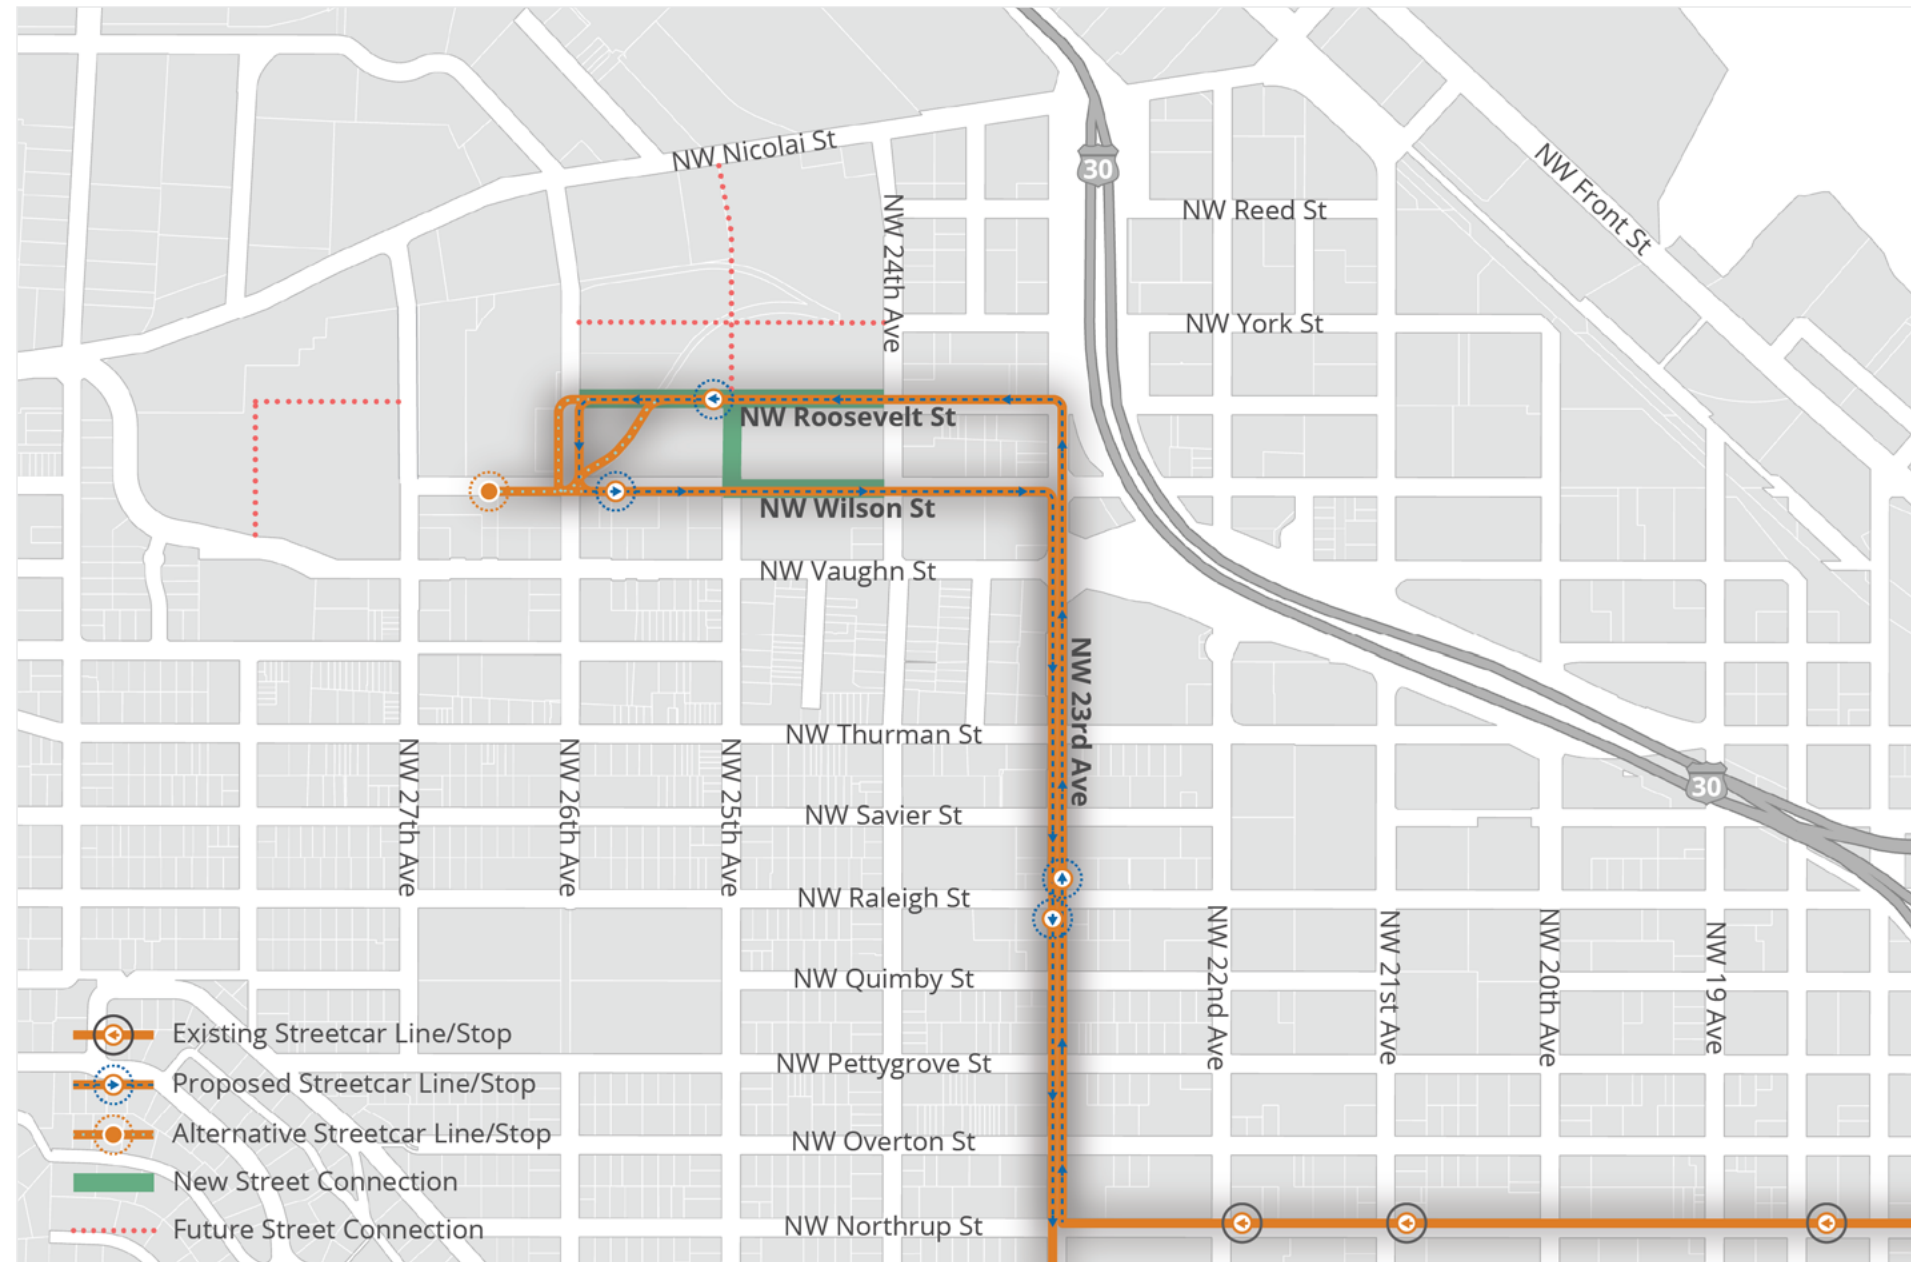 NW Nicolai St
30
NW 24th Ave
NW Reed St
NW Front St
NW York St
NW Roosevelt St
NW Wilson St
NW Vaughn St
NW 23rd Ave
NW Thurman St
NW 27th Ave
NW 26th Ave
NW 25th Ave
30
NW Savier St
NW Raleigh St
NW 22nd Ave
NW 21st Ave
NW 20th Ave
NW 19 Ave
NW Quimby St
NW Pettygrove St
NW Overton St
NW Northrup St
Existing Streetcar Line/Stop
Proposed Streetcar Line/Stop
Alternative Streetcar Line/Stop
New Street Connection
Future Street Connection